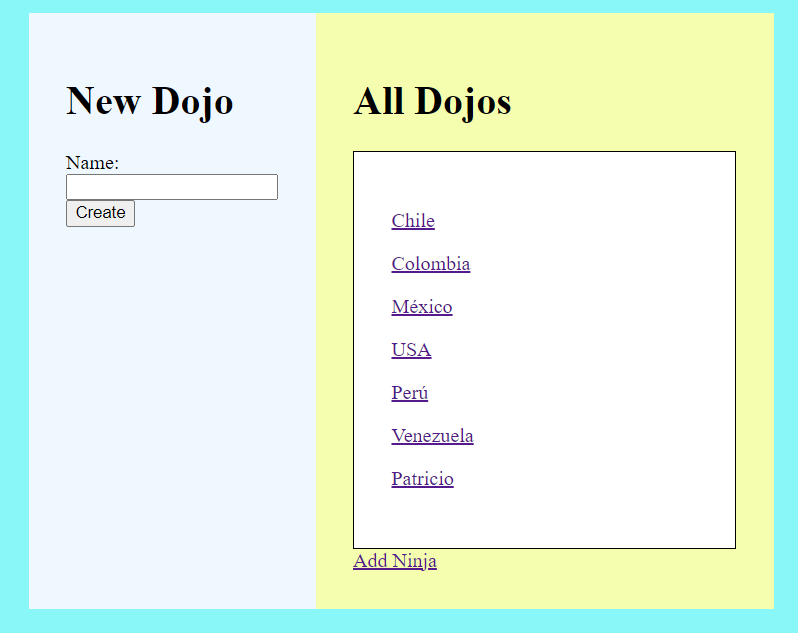 New Dojo
Name:
Create
All Dojos
Chile
Colombia
México
USA
Perú
Venezuela
Patricio
Add Ninja